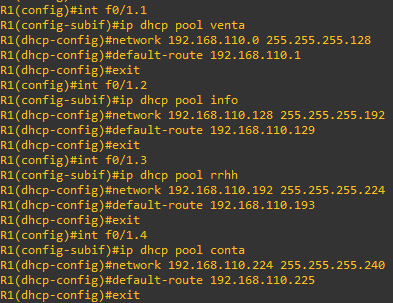 R1(config)#int f0/1.1
R1(config-subif)#ip dhcp pool venta
R1(dhcp-config)#network 192.168.110.0 255.255.255.128
R1(dhcp-config)#default-route 192.168.110.1
R1(dhcp-config)#exit
R1(config)#int f0/1.2
R1(config-subif)#ip dhcp pool info
R1(dhcp-config)#network 192.168.110.128 255.255.255.192
R1(dhcp-config)#default-route 192.168.110.129
R1(dhcp-config)#exit
R1(config)#int f0/1.3
R1(config-subif)#ip dhcp pool rrhh
R1(dhcp-config)#network 192.168.110.192 255.255.255.224
R1(dhcp-config)#default-route 192.168.110.193
R1(dhcp-config)#exit
R1(config)#int f0/1.4
R1(config-subif)#ip dhcp pool conta
R1(dhcp-config)#network 192.168.110.224 255.255.255.240
R1(dhcp-config)#default-route 192.168.110.225
R1(dhcp-config)#exit